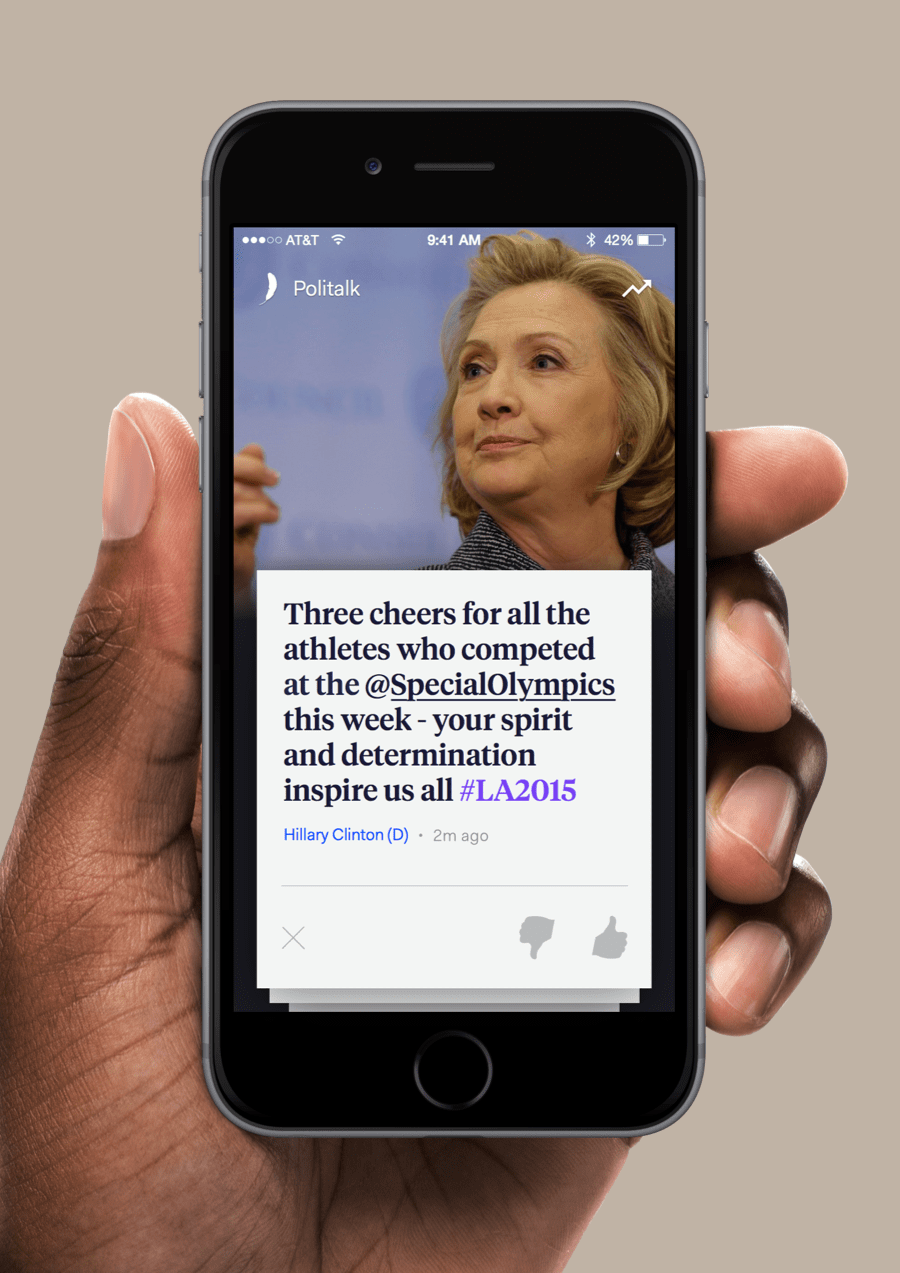 AT&T 9:41 AM 42%
Politalk
COUNCIL
Three cheers for all the
athletes who competed
at the @SpecialOlympics
this week - your spirit
and determination
inspire us all #LA2015
Hillary Clinton (D) • 2m ago